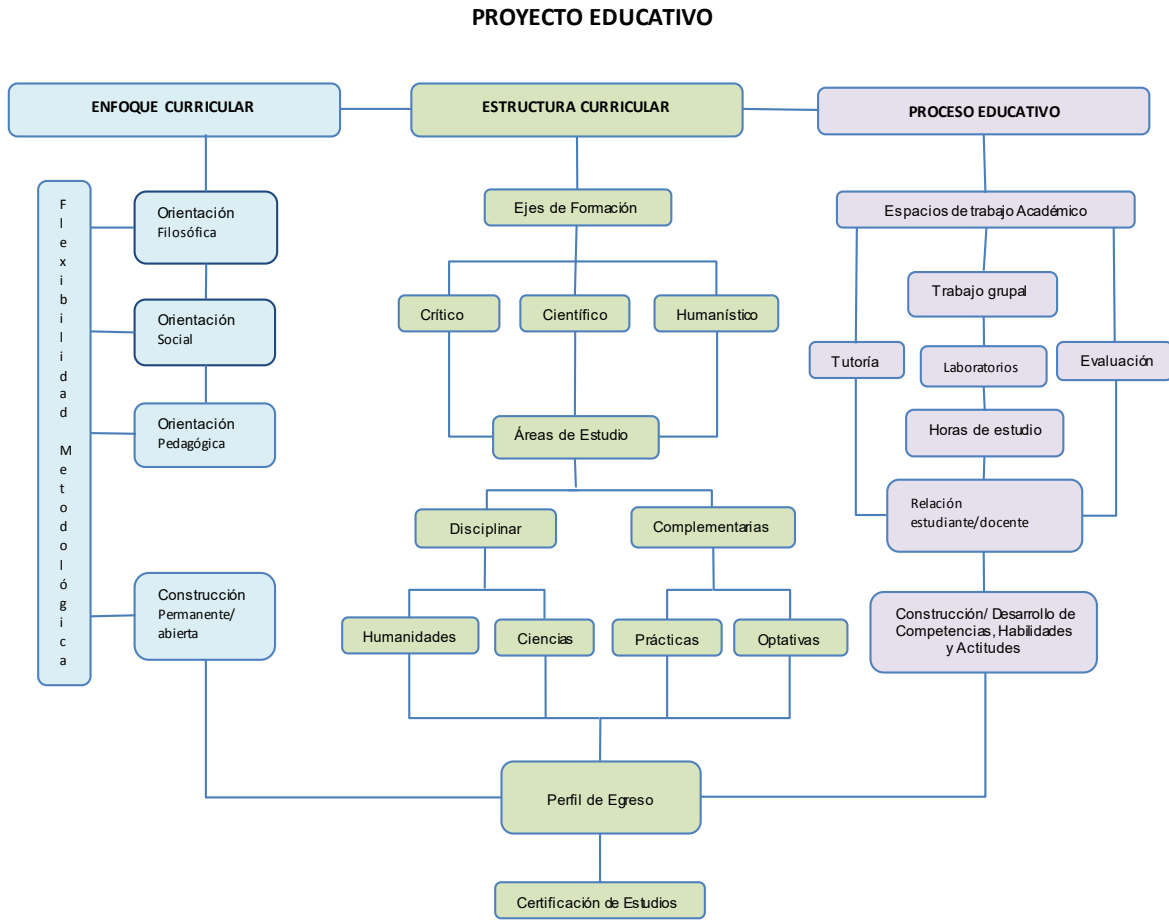 PROYECTO EDUCATIVO
ENFOQUE CURRICULAR
ESTRUCTURA CURRICULAR
PROCESO EDUCATIVO
Flexibilidad Metodológica
Orientación
Filosófica
Orientación
Social
Orientación
Pedagógica
Construcción
Permanente/
abierta
Ejes de Formación
Crítico
Científico
Humanístico
Áreas de Estudio
Disciplinar
Complementarias
Humanidades
Ciencias
Prácticas
Optativas
Espacios de trabajo Académico
Trabajo grupal
Tutoría
Laboratorios
Evaluación
Horas de estudio
Relación
estudiante/docente
Construcción/ Desarrollo de
Competencias, Habilidades
y Actitudes
Perfil de Egreso
Certificación de Estudios